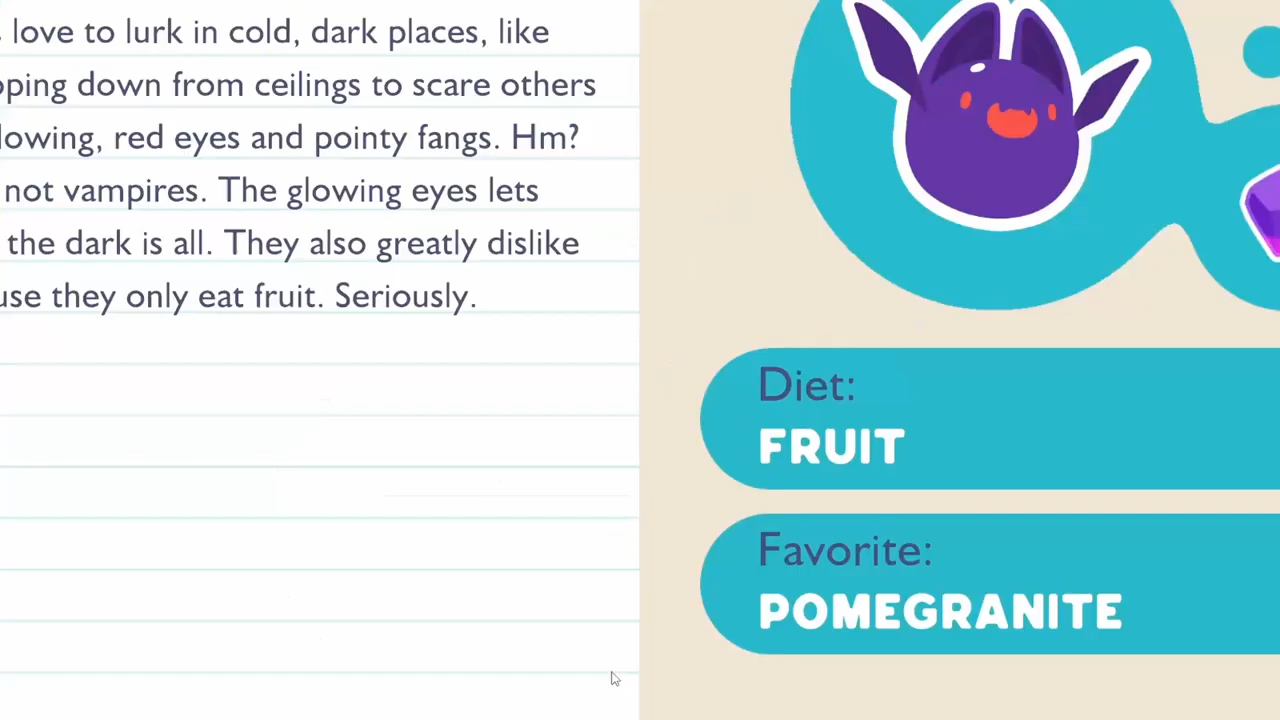 love to lurk in cold, dark places, like
ping down from ceilings to scare others
lowing, red eyes and pointy fangs. Hm?
not vampires. The glowing eyes lets
the dark is all. They also greatly dislike
use they only eat fruit. Seriously.
Diet:
FRUIT
Favorite:
POMEGRANITE